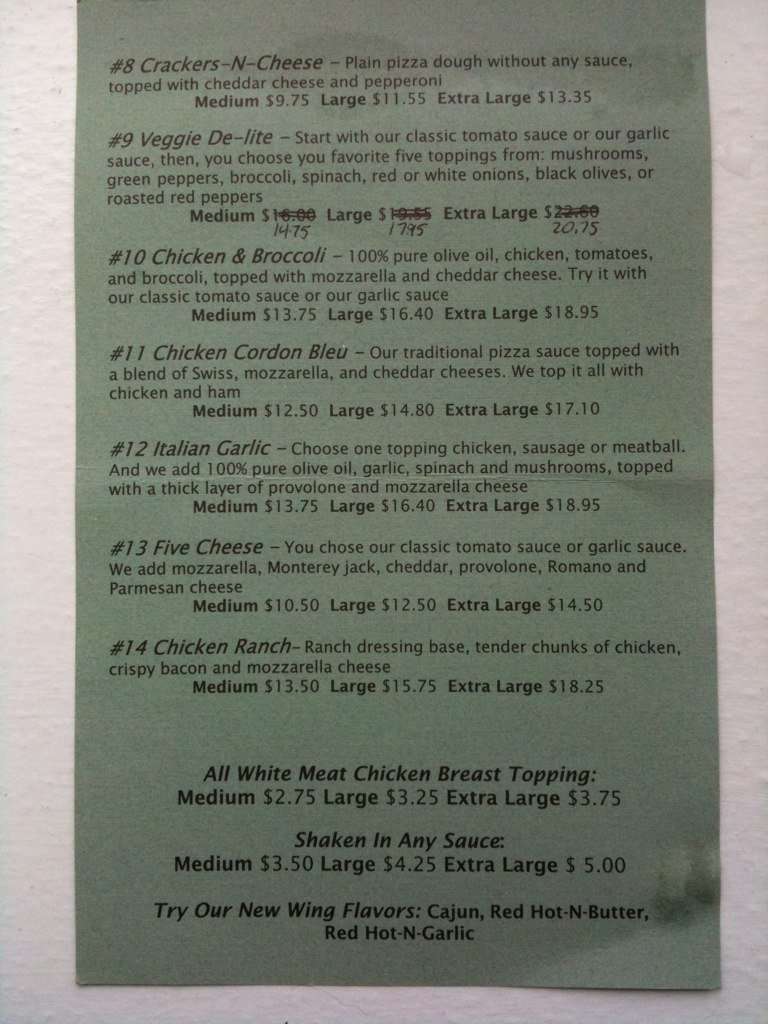 #8 Crackers-N-Cheese – Plain pizza dough without any sauce,
topped with cheddar cheese and pepperoni
Medium $9.75 Large $11.55 Extra Large $13.35
#9 Veggie De-lite – Start with our classic tomato sauce or our garlic
sauce, then, you choose you favorite five toppings from: mushrooms,
green peppers, broccoli, spinach, red or white onions, black olives, or
roasted red peppers
Medium $16.00 Large $19.55 Extra Large $22.60
14.75 1795 20.75
#10 Chicken & Broccoli – 100% pure olive oil, chicken, tomatoes,
and broccoli, topped with mozzarella and cheddar cheese. Try it with
our classic tomato sauce or our garlic sauce
Medium $13.75 Large $16.40 Extra Large $18.95
#11 Chicken Cordon Bleu – Our traditional pizza sauce topped with
a blend of Swiss, mozzarella, and cheddar cheeses. We top it all with
chicken and ham
Medium $12.50 Large $14.80 Extra Large $17.10
#12 Italian Garlic – Choose one topping chicken, sausage or meatball.
And we add 100% pure olive oil, garlic, spinach and mushrooms, topped
with a thick layer of provolone and mozzarella cheese
Medium $13.75 Large $16.40 Extra Large $18.95
#13 Five Cheese – You chose our classic tomato sauce or garlic sauce.
We add mozzarella, Monterey jack, cheddar, provolone, Romano and
Parmesan cheese
Medium $10.50 Large $12.50 Extra Large $14.50
#14 Chicken Ranch– Ranch dressing base, tender chunks of chicken,
crispy bacon and mozzarella cheese
Medium $13.50 Large $15.75 Extra Large $18.25
All White Meat Chicken Breast Topping:
Medium $2.75 Large $3.25 Extra Large $3.75
Shaken In Any Sauce:
Medium $3.50 Large $4.25 Extra Large $ 5.00
Try Our New Wing Flavors: Cajun, Red Hot-N-Butter,
Red Hot-N-Garlic